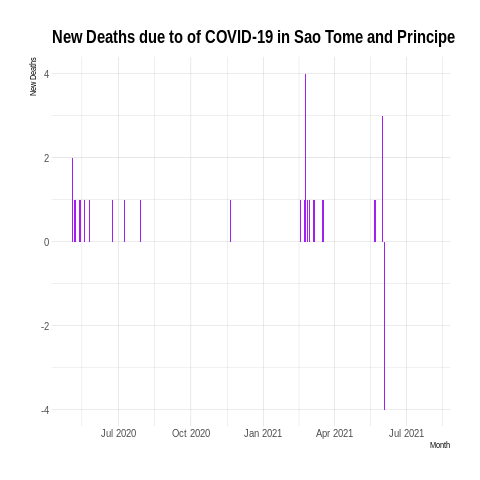 New Deaths due to of COVID-19 in Sao Tome and Principe
New Deaths
4
2
0
-2
-4
Jul 2020 Oct 2020 Jan 2021 Apr 2021 Jul 2021
Month